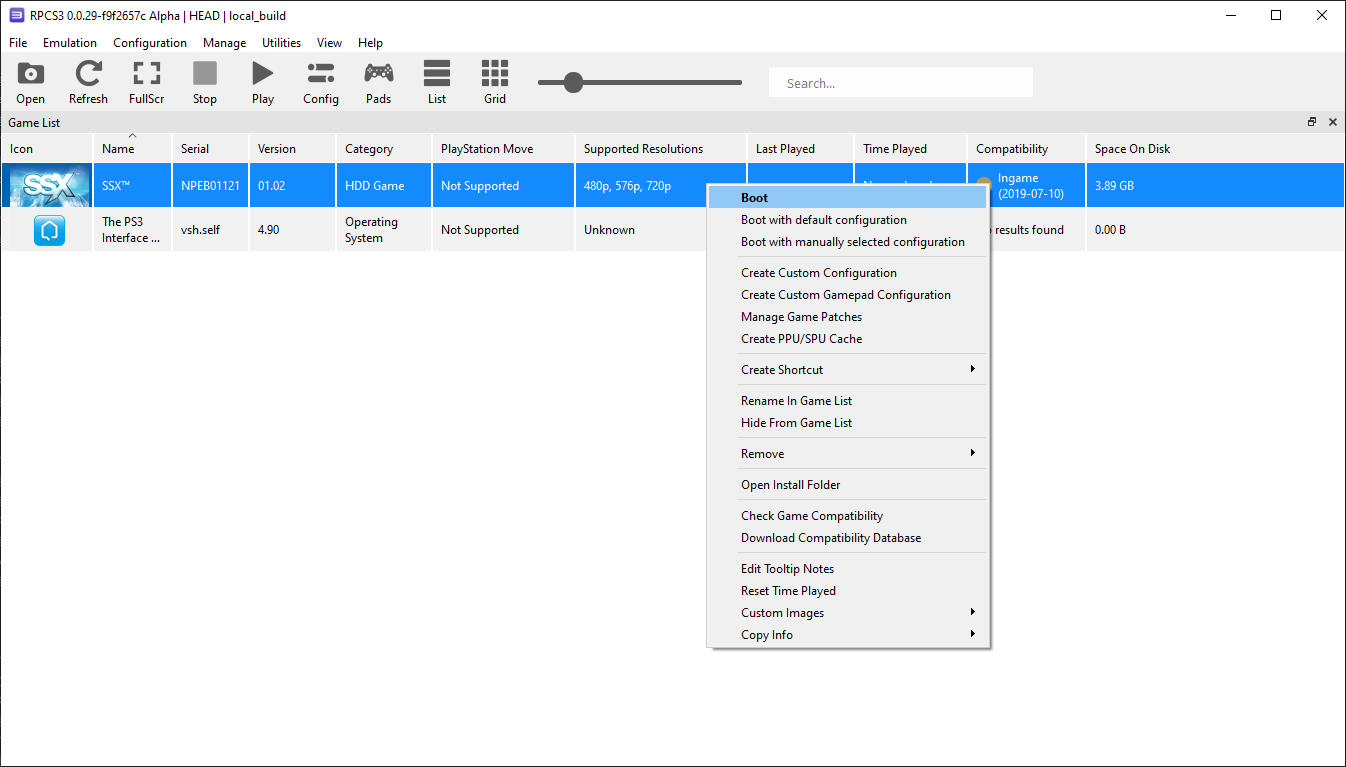 RPCS3 0.0.29-f9f2657c Alpha | HEAD | local_build
File Emulation Configuration Manage Utilities View Help
Open Refresh FullScr Stop Play Config Pads List Grid Search...
Game List
Icon Name Serial Version Category PlayStation Move Supported Resolutions Last Played Time Played Compatibility Space On Disk
SSX SSX™ NPEB01121 01.02 HDD Game Not Supported 480p, 576p, 720p Ingame (2019-07-10) 3.89 GB
The PS3 Interface ... vsh.self 4.90 Operating System Not Supported Unknown results found 0.00 B
Boot
Boot with default configuration
Boot with manually selected configuration
Create Custom Configuration
Create Custom Gamepad Configuration
Manage Game Patches
Create PPU/SPU Cache
Create Shortcut
Rename In Game List
Hide From Game List
Remove
Open Install Folder
Check Game Compatibility
Download Compatibility Database
Edit Tooltip Notes
Reset Time Played
Custom Images
Copy Info